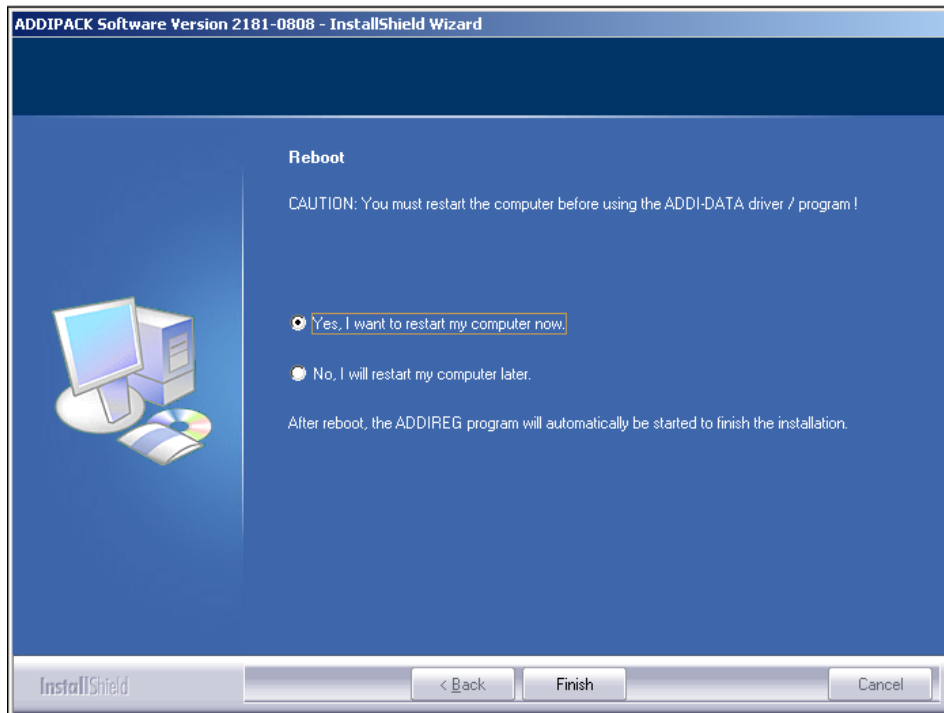 ADDIPACK Software Version 2181-0808 - InstallShield Wizard
Reboot
CAUTION: You must restart the computer before using the ADDI-DATA driver / program !
Yes, I want to restart my computer now.
No, I will restart my computer later.
After reboot, the ADDIREG program will automatically be started to finish the installation.
InstallShield
< Back
Finish
Cancel